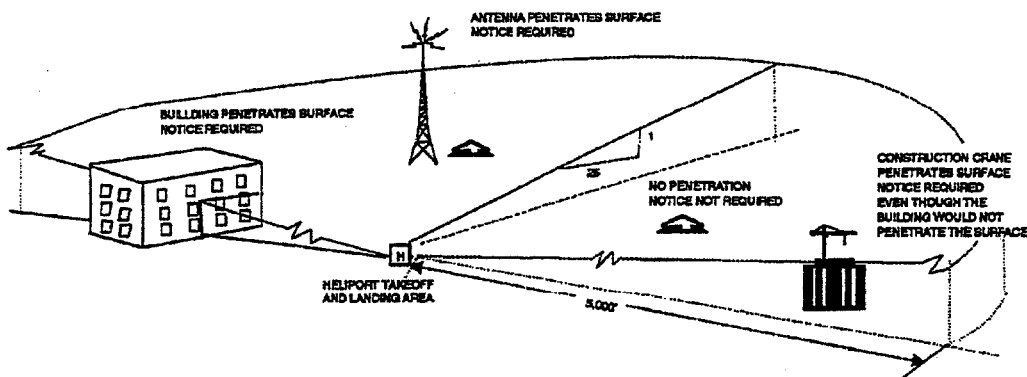 ANTENNA PENETRATES SURFACE
NOTICE REQUIRED
BUILLDING PENETRATES SURFACE
NOTICE REQUIRED
1
25
NO PENETRATION
NOTICE NOT REQUIRED
CONSTRUCTION CRANE
PENETRATES SURFACE
NOTICE REQUIRED
EVEN THOUGH THE
BUILDING WOULD NOT
PENETRATE THE SURFACE
H
HELIPORT TAKEOFF
AND LANDING AREA.
5,000'